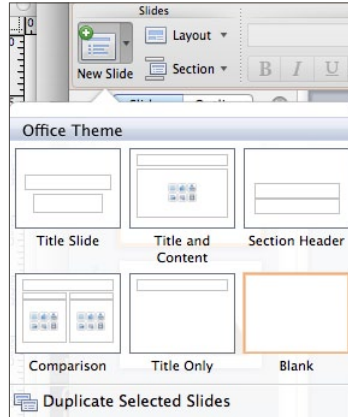 Slides
Layout
New Slide
Section
B I U
Office Theme
Title Slide
Title and Content
Section Header
Comparison
Title Only
Blank
Duplicate Selected Slides